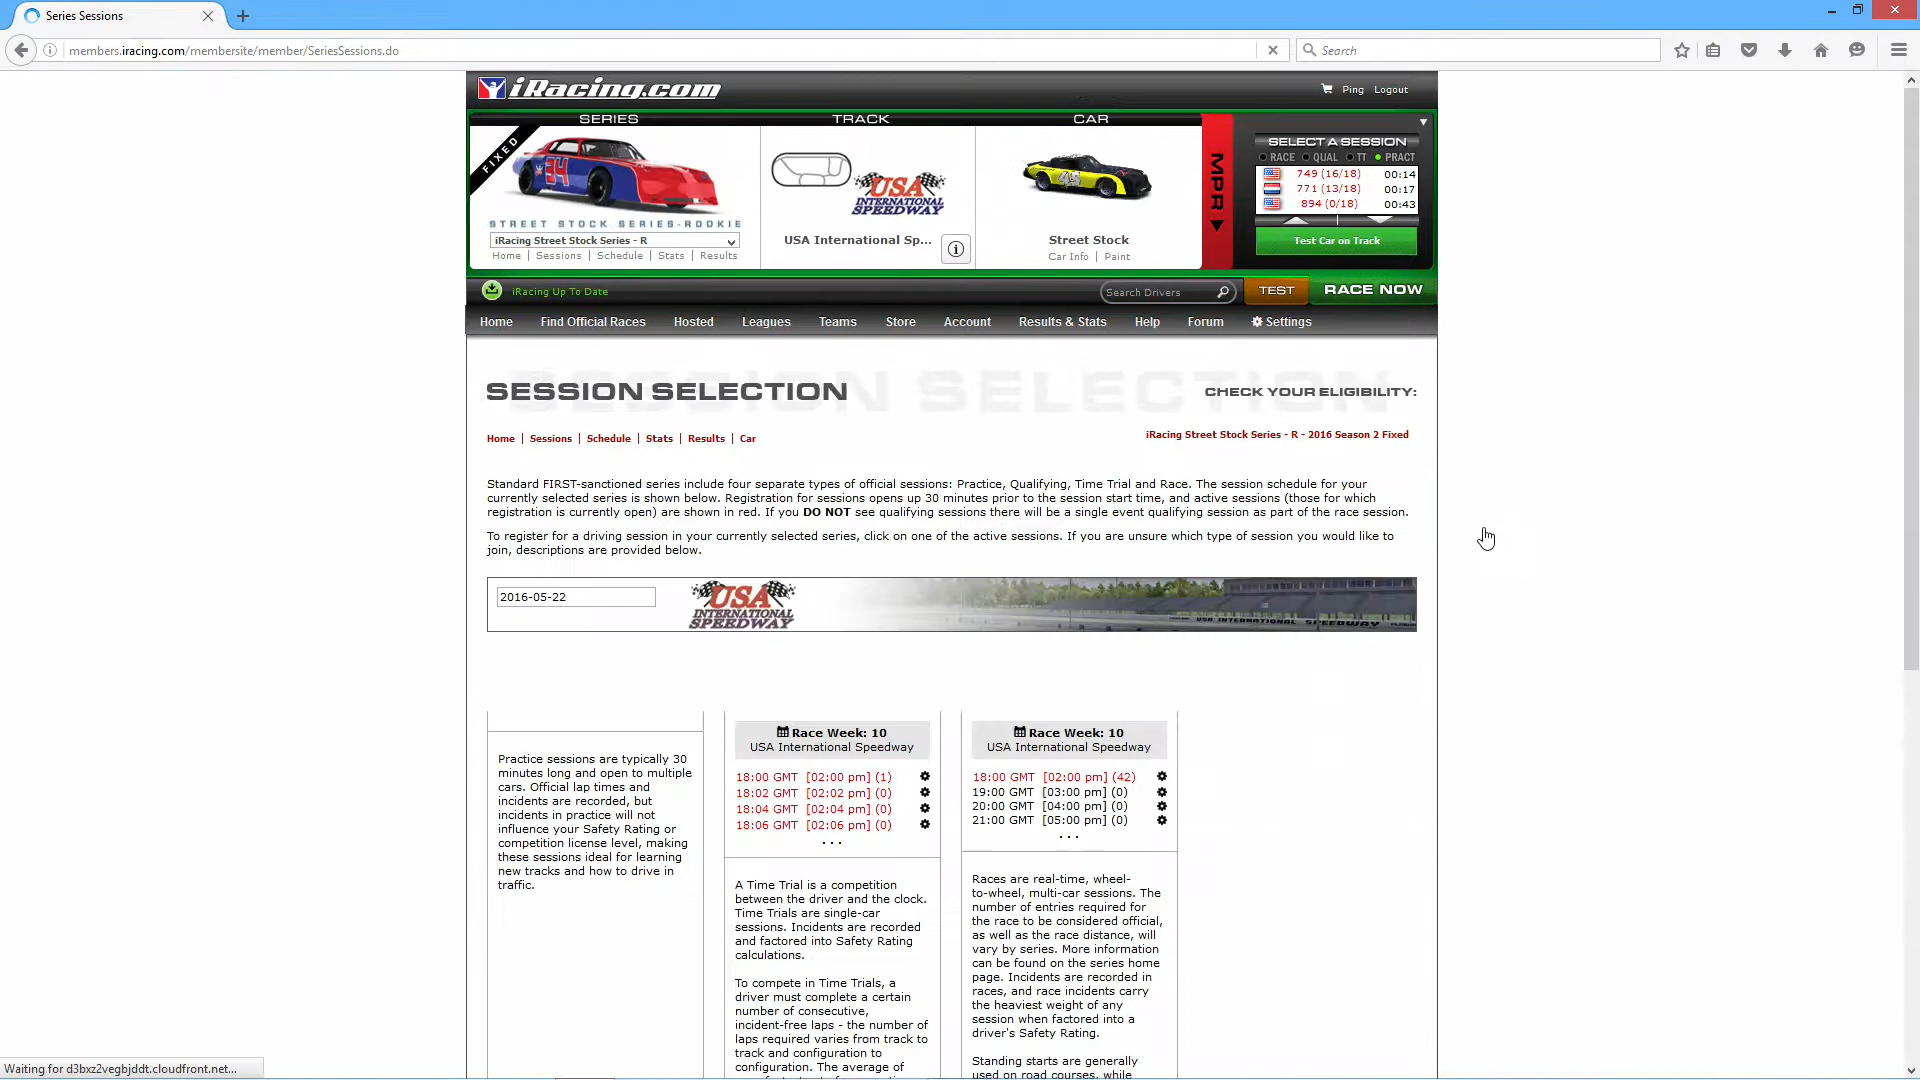 Series Sessions
members.iracing.com/membersite/member/SeriesSessions.do
Search
iRacing.com
Ping Logout
SERIES TRACK CAR
FIXED
34
STREET STOCK SERIES-ROOKIE
iRacing Street Stock Series - R
Home | Sessions | Schedule | Stats | Results
USA INTERNATIONAL SPEEDWAY
USA International Sp...
Street Stock
Car Info | Paint
MPR
SELECT A SESSION
RACE QUAL TT PRACT
749 (16/18) 00:14
771 (13/18) 00:17
894 (0/18) 00:43
Test Car on Track
iRacing Up To Date
Search Drivers
TEST
RACE NOW
Home Find Official Races Hosted Leagues Teams Store Account Results & Stats Help Forum Settings
SESSION SELECTION
CHECK YOUR ELIGIBILITY:
Home | Sessions | Schedule | Stats | Results | Car
iRacing Street Stock Series - R - 2016 Season 2 Fixed
Standard FIRST-sanctioned series include four separate types of official sessions: Practice, Qualifying, Time Trial and Race. The session schedule for your
currently selected series is shown below. Registration for sessions opens up 30 minutes prior to the session start time, and active sessions (those for which
registration is currently open) are shown in red. If you DO NOT see qualifying sessions there will be a single event qualifying session as part of the race session.
To register for a driving session in your currently selected series, click on one of the active sessions. If you are unsure which type of session you would like to
join, descriptions are provided below.
2016-05-22
USA INTERNATIONAL SPEEDWAY
USA INTERNATIONAL SPEEDWAY
Practice sessions are typically 30
minutes long and open to multiple
cars. Official lap times and
incidents are recorded, but
incidents in practice will not
influence your Safety Rating or
competition license level, making
these sessions ideal for learning
new tracks and how to drive in
traffic.
Race Week: 10
USA International Speedway
18:00 GMT [02:00 pm] (1)
18:02 GMT [02:02 pm] (0)
18:04 GMT [02:04 pm] (0)
18:06 GMT [02:06 pm] (0)
...
A Time Trial is a competition
between the driver and the clock.
Time Trials are single-car
sessions. Incidents are recorded
and factored into Safety Rating
calculations.
To compete in Time Trials, a
driver must complete a certain
number of consecutive,
incident-free laps - the number of
laps required varies from track to
track and configuration to
configuration. The average of
Race Week: 10
USA International Speedway
18:00 GMT [02:00 pm] (42)
19:00 GMT [03:00 pm] (0)
20:00 GMT [04:00 pm] (0)
21:00 GMT [05:00 pm] (0)
...
Races are real-time, wheel-
to-wheel, multi-car sessions. The
number of entries required for
the race to be considered official,
as well as the race distance, will
vary by series. More information
can be found on the series home
page. Incidents are recorded in
races, and race incidents carry
the heaviest weight of any
session when factored into a
driver's Safety Rating.
Standing starts are generally
used on road courses, while
Waiting for d3bxz2vegbjddt.cloudfront.net...